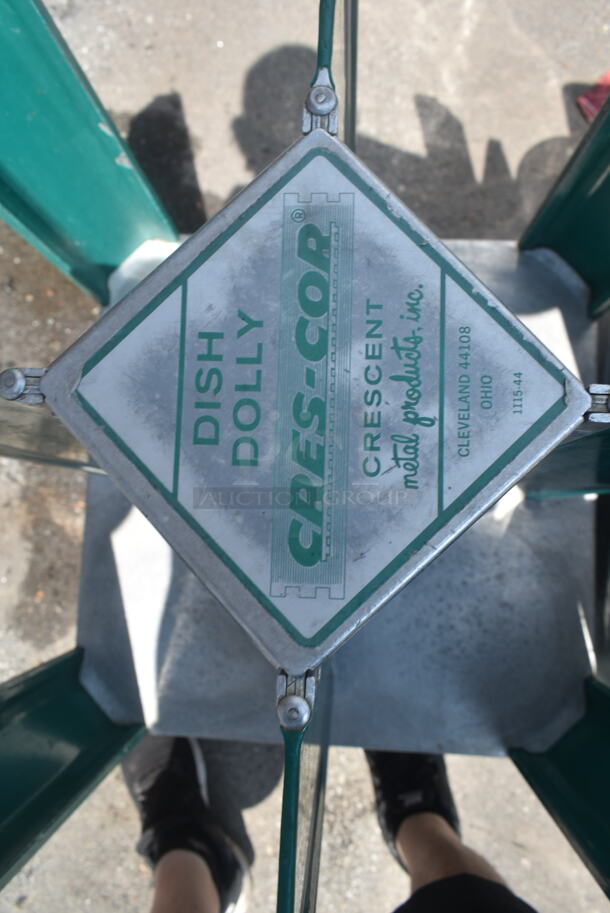 DISH
DOLLY
CRES-COR®
CRESCENT
metal products, inc.
CLEVELAND 44108
OHIO
1115-44
AUCTION GROUP